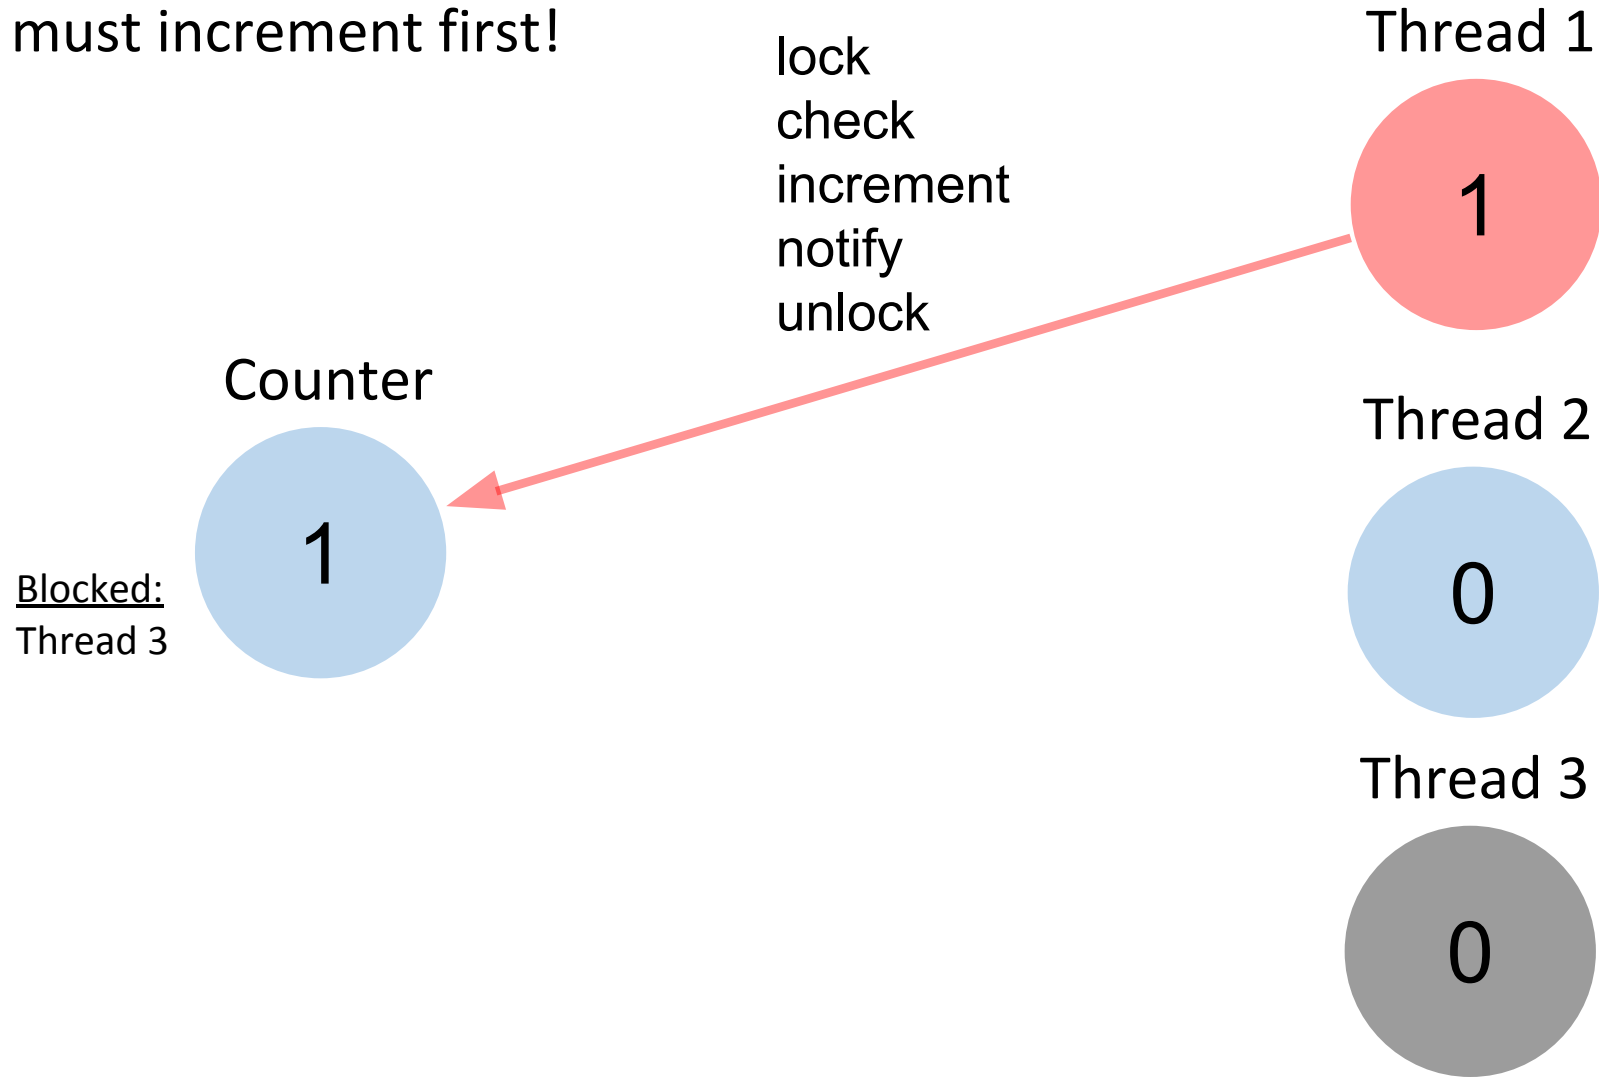 must increment first!
lock
check
increment
notify
unlock
Thread 1
1
Counter
1
Blocked:
Thread 3
Thread 2
0
Thread 3
0